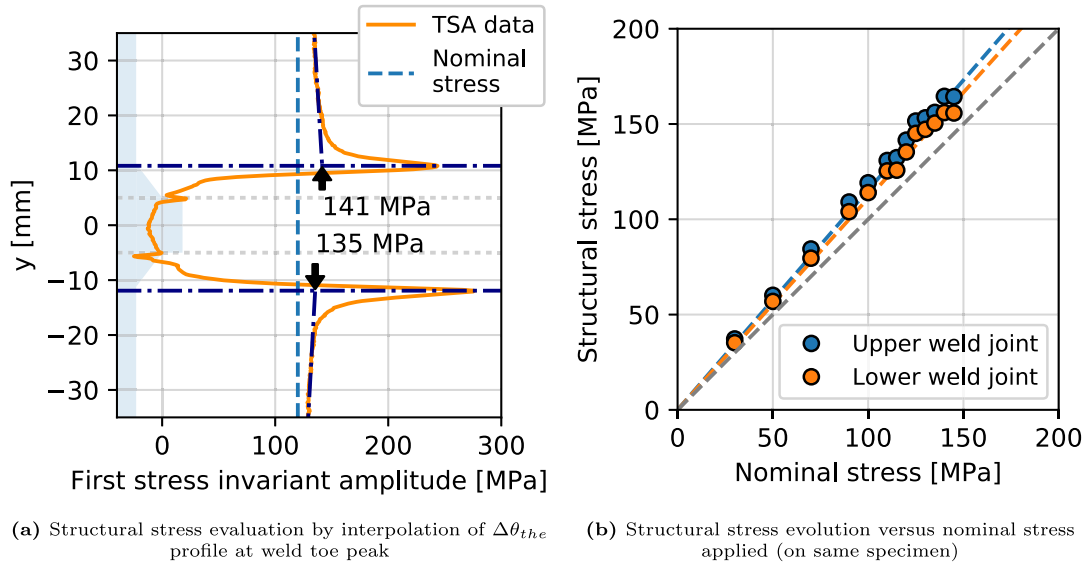 TSA data
Nominal
stress
30
20
10
0
−10
−20
−30
y [mm]
141 MPa
135 MPa
0
100
200
300
First stress invariant amplitude [MPa]
(a) Structural stress evaluation by interpolation of Δθthe
profile at weld toe peak
200
150
100
50
0
Structural stress [MPa]
Upper weld joint
Lower weld joint
0
50
100
150
200
Nominal stress [MPa]
(b) Structural stress evolution versus nominal stress
applied (on same specimen)